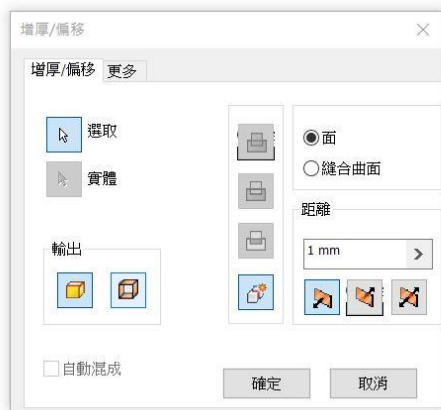 增厚/偏移
增厚/偏移 更多
選取
實體
輸出
自動混成
面
縫合曲面
距離
1 mm
確定 取消